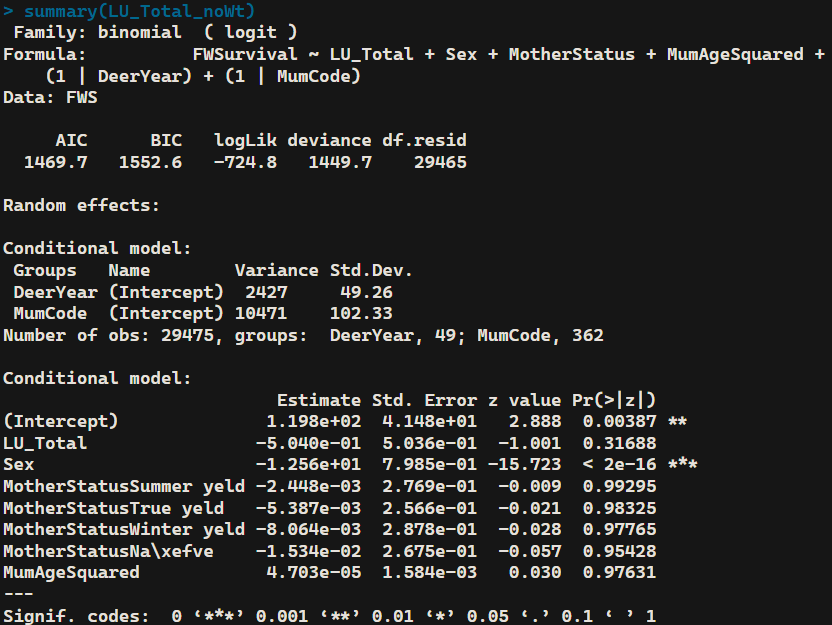 > summary(LU_Total_noWt)
 Family: binomial  ( logit )
Formula:          FWSurvival ~ LU_Total + Sex + MotherStatus + MumAgeSquared +
    (1 | DeerYear) + (1 | MumCode)
Data: FWS
     AIC      BIC   logLik deviance df.resid
  1469.7   1552.6   -724.8   1449.7    29465
Random effects:
Conditional model:
 Groups   Name        Variance Std.Dev.
 DeerYear (Intercept)  2427     49.26
 MumCode  (Intercept) 10471    102.33
Number of obs: 29475, groups:  DeerYear, 49; MumCode, 362
Conditional model:
                          Estimate Std. Error z value Pr(>|z|)
(Intercept)              1.198e+02  4.148e+01   2.888  0.00387 **
LU_Total                -5.040e-01  5.036e-01  -1.001  0.31688
Sex                     -1.256e+01  7.985e-01 -15.723  < 2e-16 ***
MotherStatusSummer yeld -2.448e-03  2.769e-01  -0.009  0.99295
MotherStatusTrue yeld   -5.387e-03  2.566e-01  -0.021  0.98325
MotherStatusWinter yeld -8.064e-03  2.878e-01  -0.028  0.97765
MotherStatusNa\xefve    -1.534e-02  2.675e-01  -0.057  0.95428
MumAgeSquared            4.703e-05  1.584e-03   0.030  0.97631
---
Signif. codes:  0 ‘***’ 0.001 ‘**’ 0.01 ‘*’ 0.05 ‘.’ 0.1 ‘ ’ 1